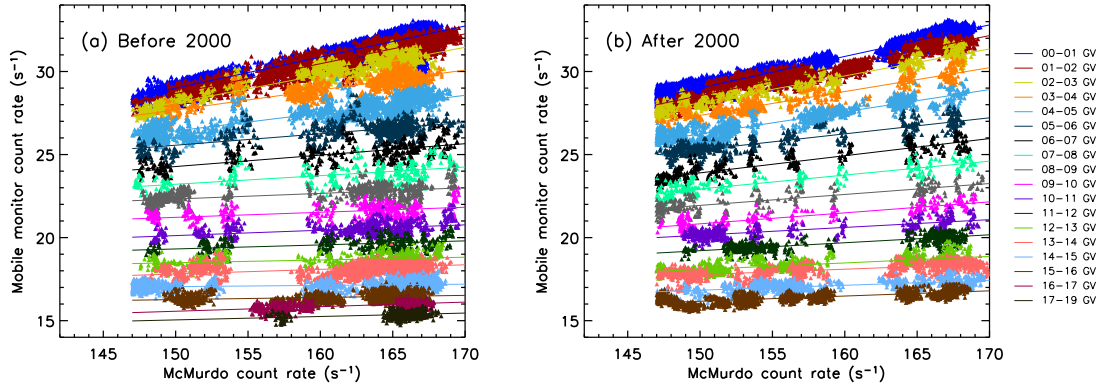 (a) Before 2000
Mobile monitor count rate (s⁻¹)
30
25
20
15
145 150 155 160 165 170
McMurdo count rate (s⁻¹)
(b) After 2000
Mobile monitor count rate (s⁻¹)
30
25
20
15
145 150 155 160 165 170
McMurdo count rate (s⁻¹)
00-01 GV
01-02 GV
02-03 GV
03-04 GV
04-05 GV
05-06 GV
06-07 GV
07-08 GV
08-09 GV
09-10 GV
10-11 GV
11-12 GV
12-13 GV
13-14 GV
14-15 GV
15-16 GV
16-17 GV
17-19 GV